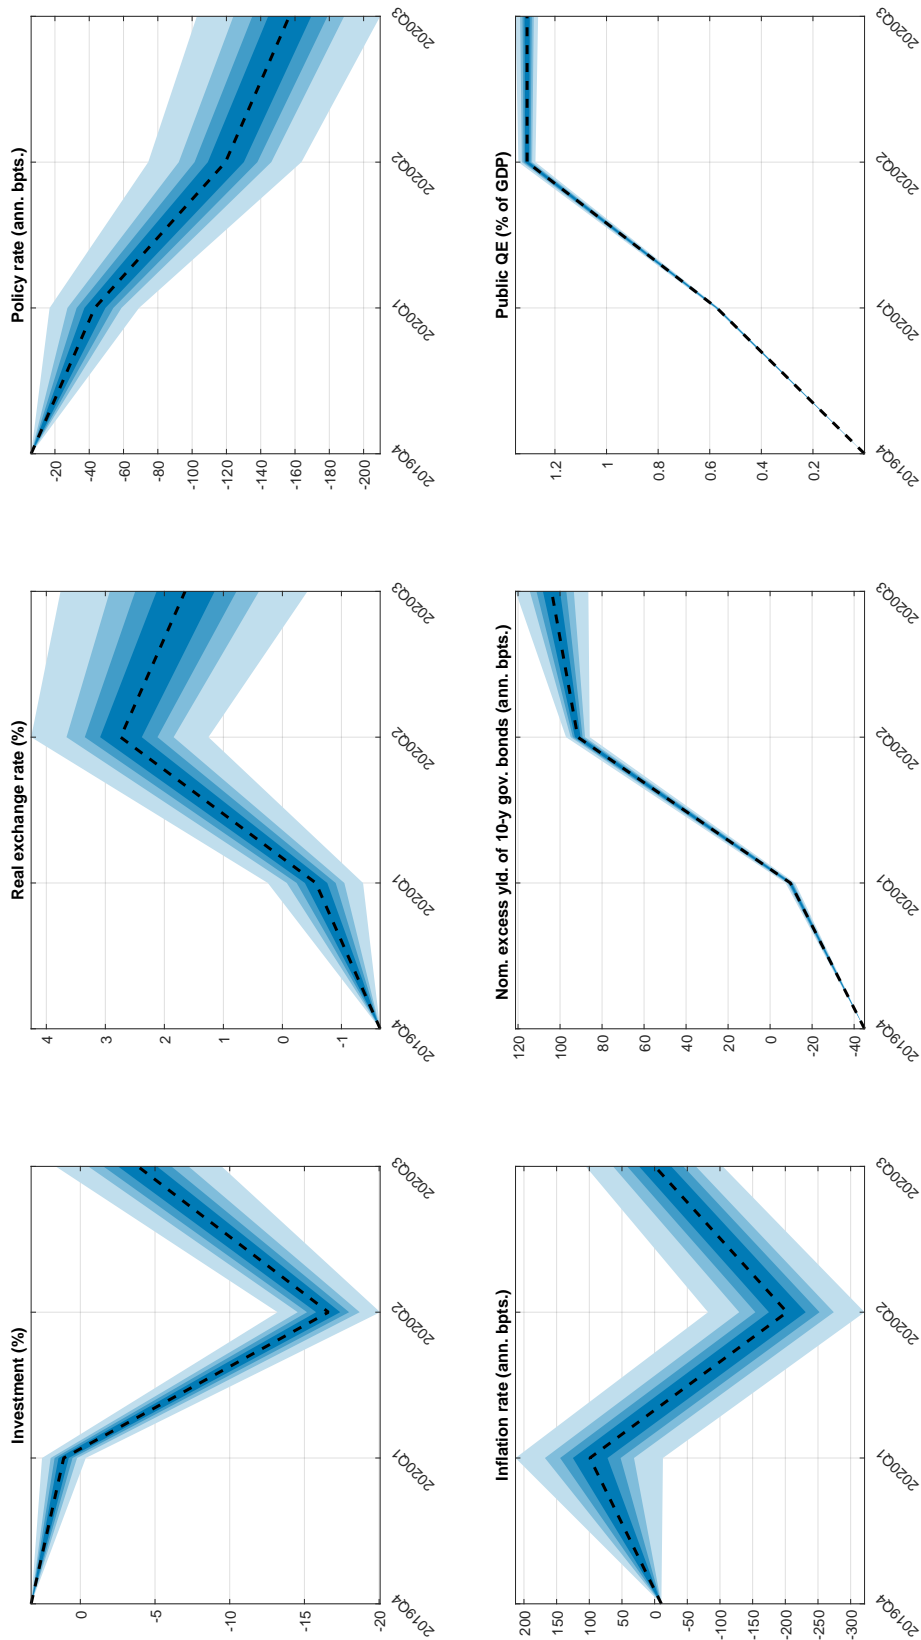 Investment (%)
0
-5
-10
-15
-20
2019Q4
2020Q1
2020Q2
2020Q3
Real exchange rate (%)
4
3
2
1
0
-1
2019Q4
2020Q1
2020Q2
2020Q3
Policy rate (ann. bpts.)
-20
-40
-60
-80
-100
-120
-140
-160
-180
-200
2019Q4
2020Q1
2020Q2
2020Q3
Inflation rate (ann. bpts.)
200
150
100
50
0
-50
-100
-150
-200
-250
-300
2019Q4
2020Q1
2020Q2
2020Q3
Nom. excess yld. of 10-y gov. bonds (ann. bpts.)
120
100
80
60
40
20
0
-20
-40
2019Q4
2020Q1
2020Q2
2020Q3
Public QE (% of GDP)
1.2
1
0.8
0.6
0.4
0.2
2019Q4
2020Q1
2020Q2
2020Q3